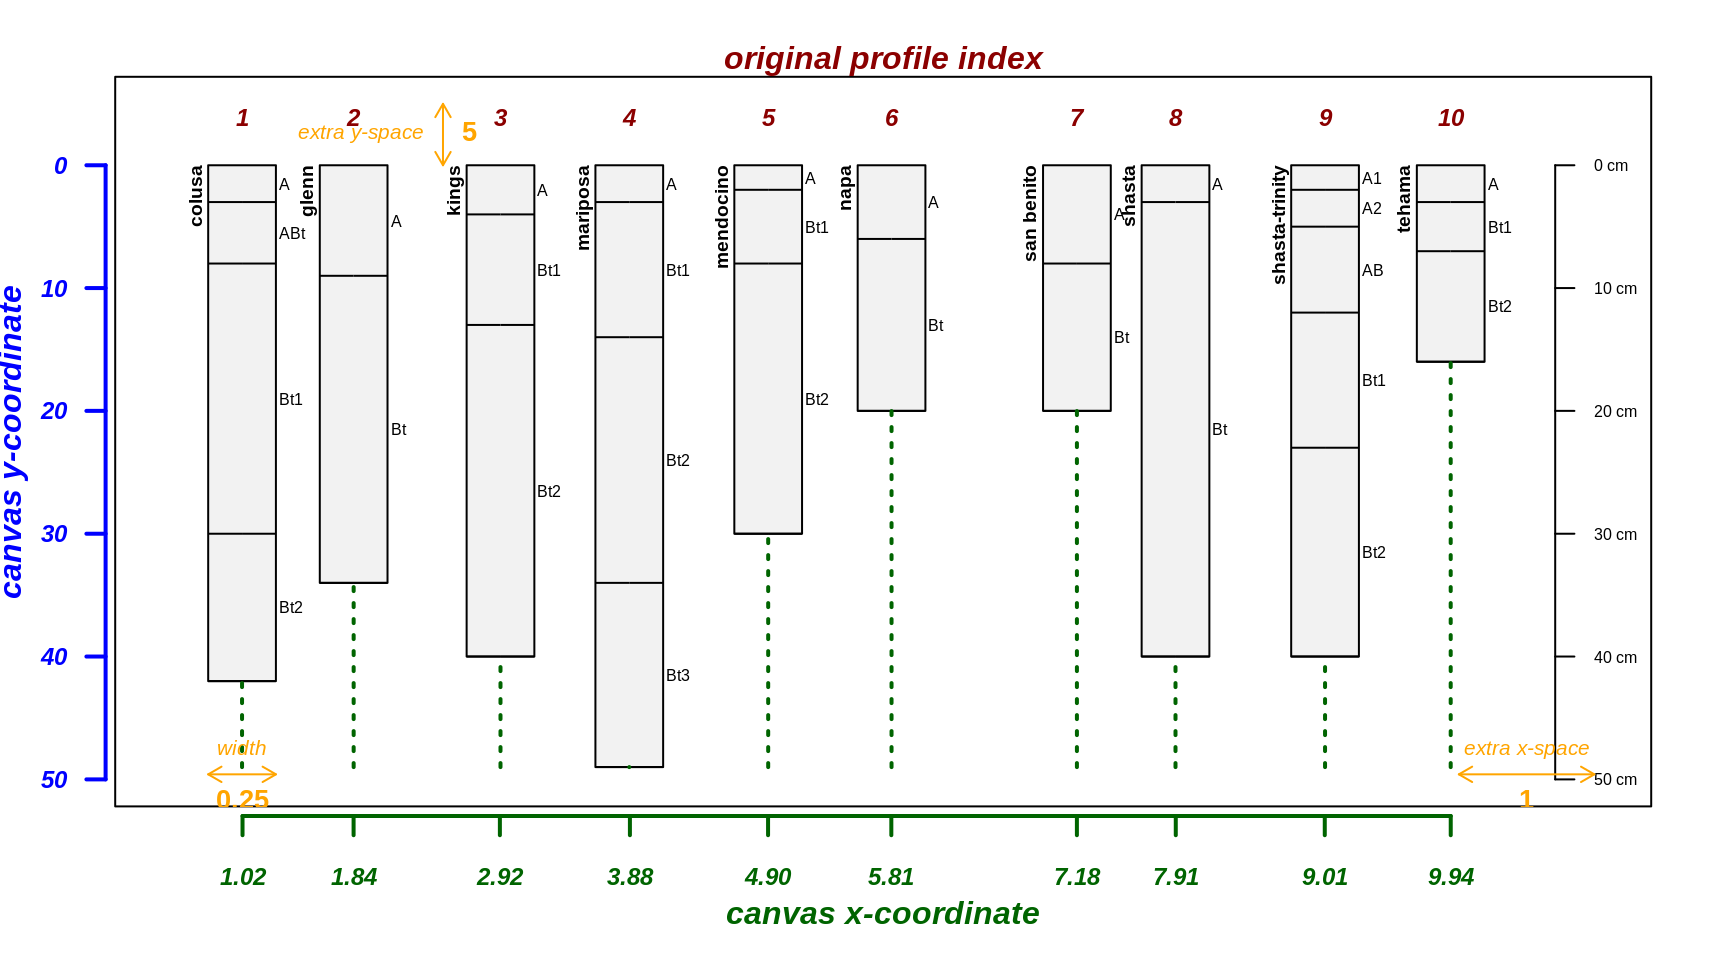 original profile index
1 2 3 4 5 6 7 8 9 10
extra y-space 5
canvas y-coordinate
0
10
20
30
40
50
colusa
A
ABt
Bt1
Bt2
glenn
A
Bt
kings
A
Bt1
Bt2
mariposa
A
Bt1
Bt2
Bt3
mendocino
A
Bt1
Bt2
napa
A
Bt
san benito
A
Bt
shasta
A
Bt
shasta-trinity
A1
A2
AB
Bt1
Bt2
tehama
A
Bt1
Bt2
0 cm
10 cm
20 cm
30 cm
40 cm
50 cm
width
0.25
extra x-space
1
1.02 1.84 2.92 3.88 4.90 5.81 7.18 7.91 9.01 9.94
canvas x-coordinate